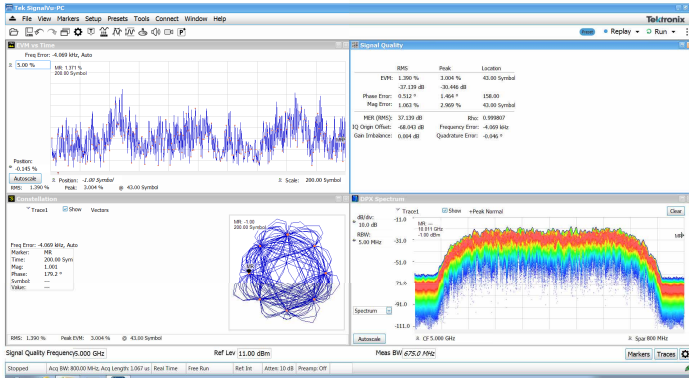 Tek SignalVu-PC
File View Markers Setup Presets Tools Connect Window Help
Tektronix
Free Replay Run
EVM vs Time
Freq Error: -4.069 kHz, Auto
5.00 %
MR: 1.371 %
200.00 Symbol
Position:
-0.145 %
Autoscale
Position: -1.00 Symbol
Scale: 200.00 Symbol
RMS: 1.390 % Peak: 3.004 % @ 43.00 Symbol
Signal Quality
RMS Peak Location
EVM: 1.390 % 3.004 % 43.00 Symbol
-37.139 dB -30.446 dB
Phase Error: 0.512 ° 1.464 ° 158.00
Mag Error: 1.063 % 2.969 % 43.00 Symbol
MER (RMS): 37.139 dB Rho: 0.999807
IQ Origin Offset: -68.043 dB Frequency Error: -4.069 kHz
Gan Imbalance: 0.004 dB Quadrature Error: -0.046 °
Constellation
Trace1 Show Vectors
MR: -1.00
200.00 Symbol
Freq Error: -4.069 kHz, Auto
Marker: MR
Time: 200.00 Sym
Mag: 1.001
Phase: 179.2 °
Symbol: ---
Value: ---
MR
RMS: 1.390 % Peak EVM: 3.004 % @ 43.00 Symbol
DPX Spectrum
Trace1 Show +Peak Normal
Clear
dB/div:
10.0 dB
RBW:
5.00 MHz
-11.0
-31.0
-51.0
-71.0
-91.0
-111.0
MR: ---
-1.00 dBm
Spectrum
Autoscale
CF 5.000 GHz
Span 800 MHz
Signal Quality Frequency 5.000 GHz
Ref Lev 11.00 dBm
Meas BW 675.0 MHz
Markers Traces
Stopped Acq BW: 800.00 MHz, Acq Length: 1.067 us Real Time Free Run Ref: Int Atten: 10 dB Preamp: Off